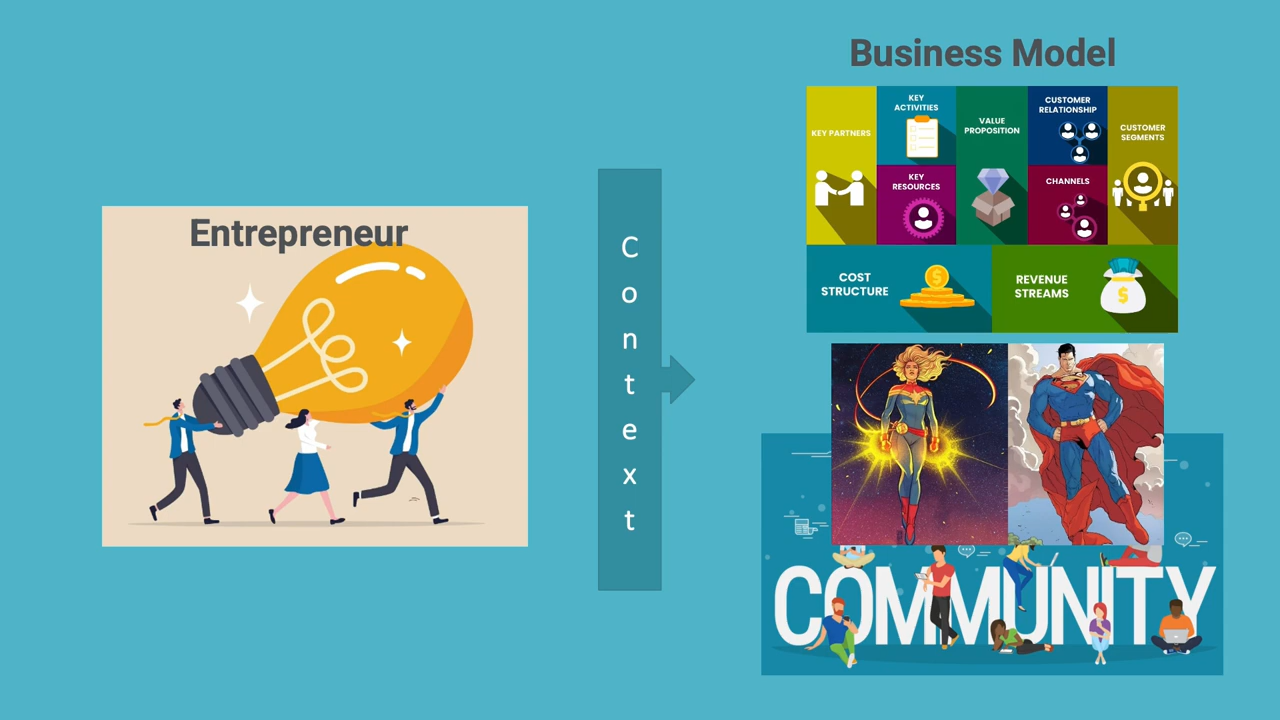 Entrepreneur
C
o
n
t
e
x
t
Business Model
KEY PARTNERS
KEY
ACTIVITIES
KEY
RESOURCES
VALUE
PROPOSITION
CUSTOMER
RELATIONSHIP
CHANNELS
CUSTOMER
SEGMENTS
COST
STRUCTURE
REVENUE
STREAMS
COMMUNITY